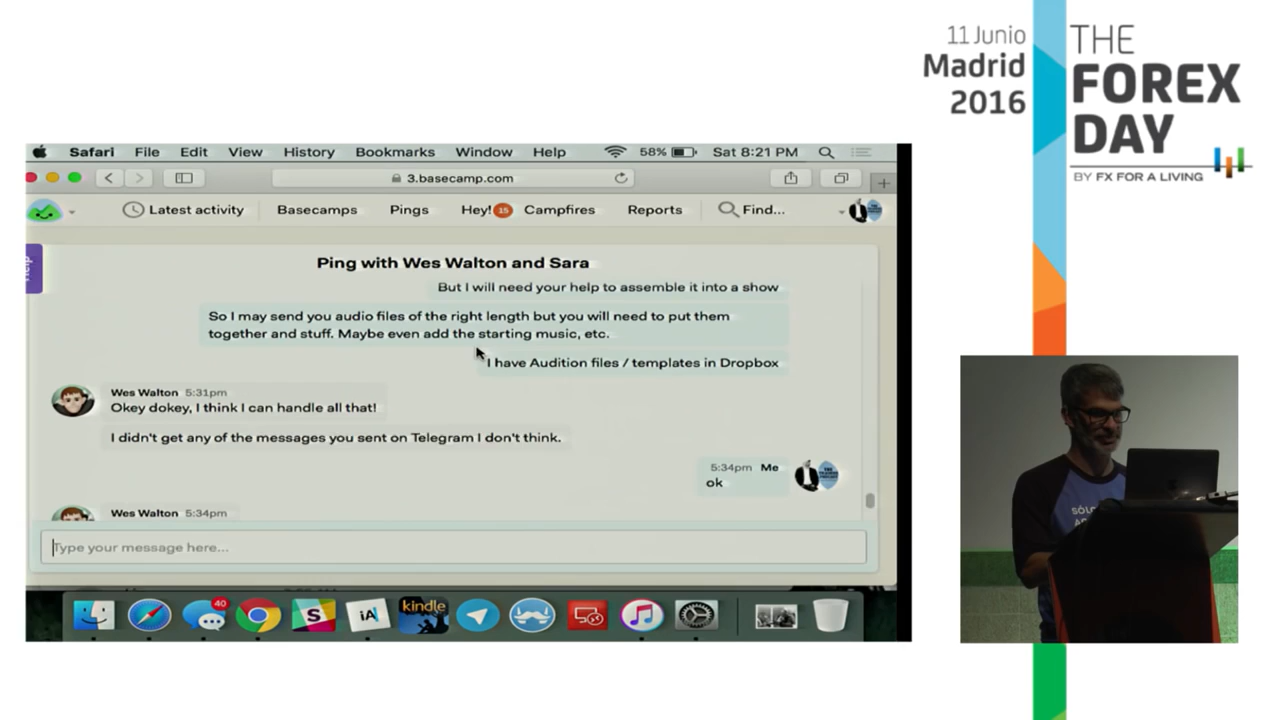 11 Junio
Madrid
2016
THE
FOREX
DAY
BY FX FOR A LIVING
Safari File Edit View History Bookmarks Window Help 58% Sat 8:21 PM
3.basecamp.com
Latest activity Basecamps Pings Hey! 15 Campfires Reports Find...
Ping with Wes Walton and Sara
But I will need your help to assemble it into a show
So I may send you audio files of the right length but you will need to put them
together and stuff. Maybe even add the starting music, etc.
I have Audition files / templates in Dropbox
Wes Walton 5:31pm
Okey dokey, I think I can handle all that!
I didn't get any of the messages you sent on Telegram I don't think.
5:34pm Me
ok
Wes Walton 5:34pm
Type your message here...
40
S
iA
kindle
SÓLO